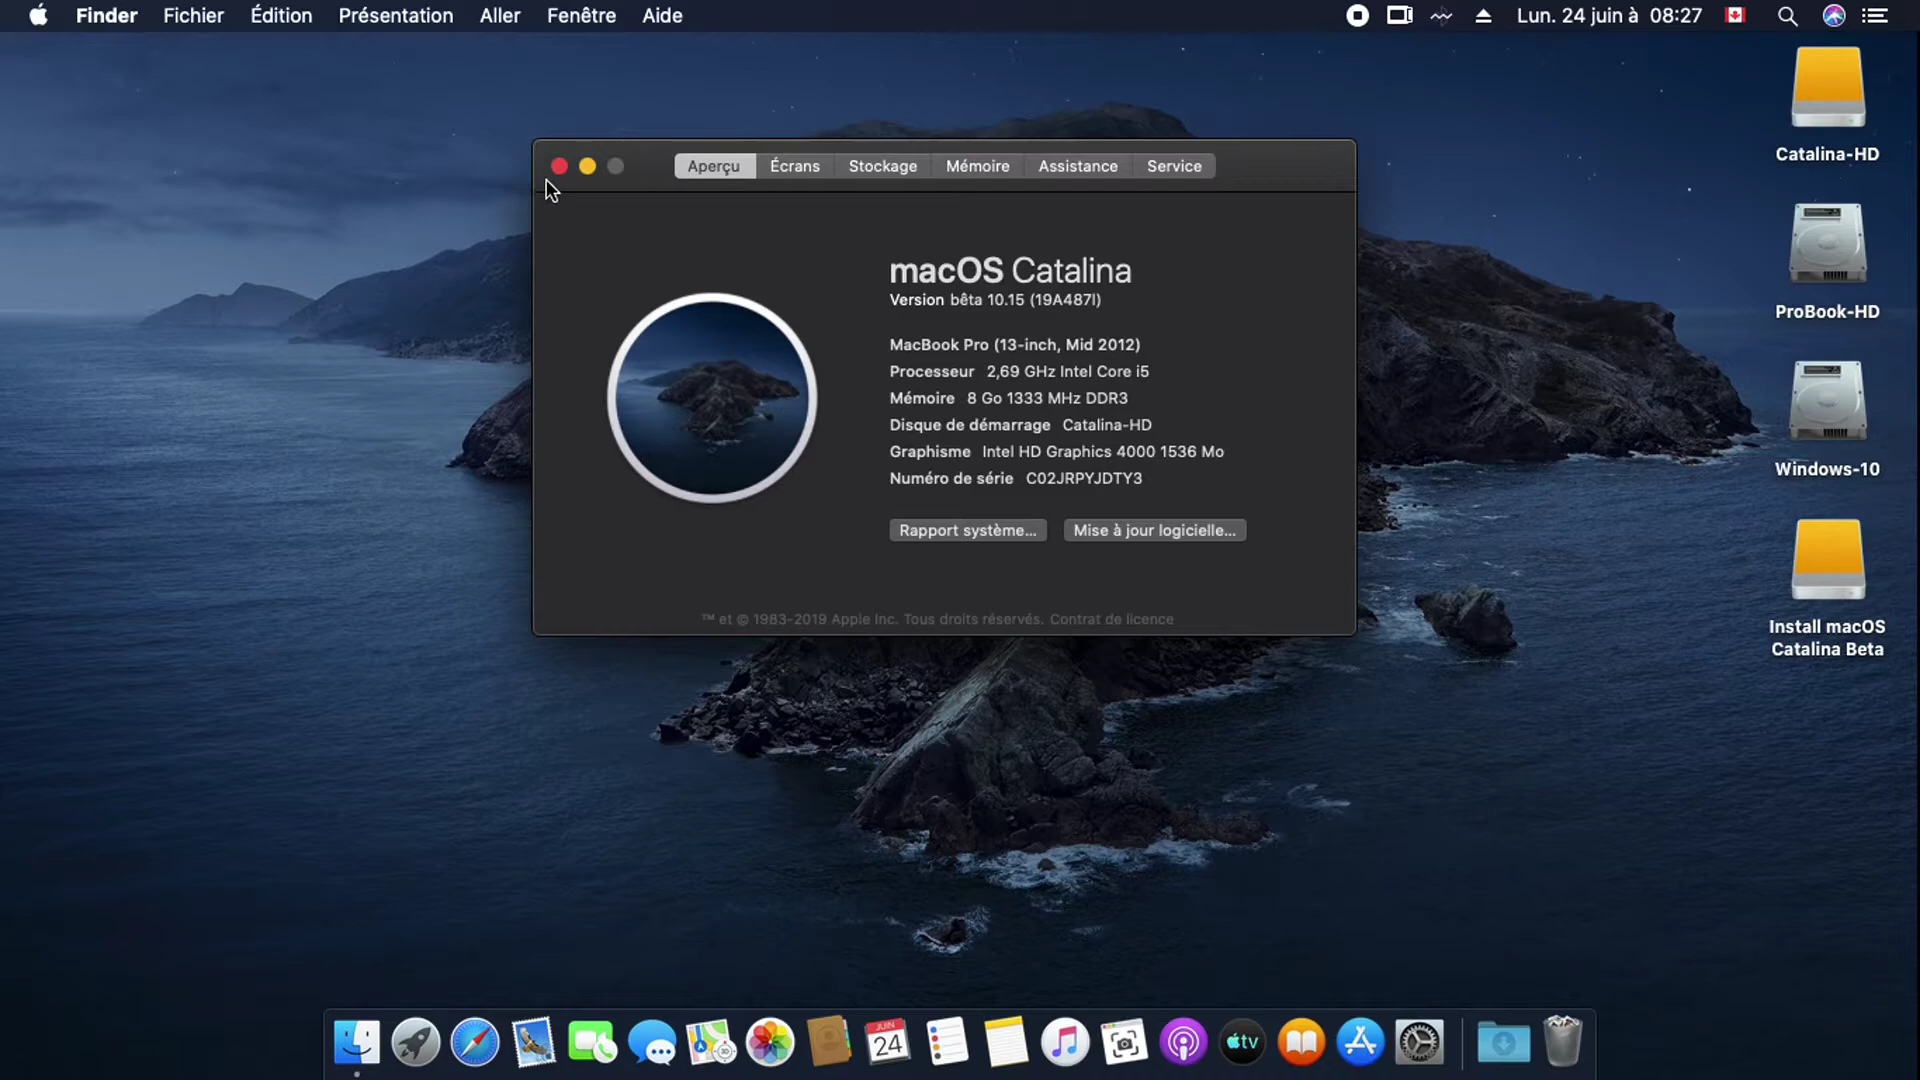 Finder Fichier Édition Présentation Aller Fenêtre Aide
Lun. 24 juin à 08:27
Aperçu Écrans Stockage Mémoire Assistance Service
macOS Catalina
Version bêta 10.15 (19A487l)
MacBook Pro (13-inch, Mid 2012)
Processeur 2,69 GHz Intel Core i5
Mémoire 8 Go 1333 MHz DDR3
Disque de démarrage Catalina-HD
Graphisme Intel HD Graphics 4000 1536 Mo
Numéro de série C02JRPYJDTY3
Rapport système... Mise à jour logicielle...
™ et © 1983-2019 Apple Inc. Tous droits réservés. Contrat de licence
Catalina-HD
ProBook-HD
Windows-10
Install macOS
Catalina Beta
JUIN
24
tv